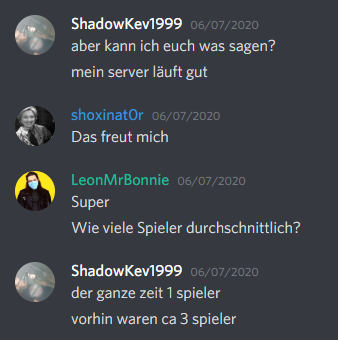 ShadowKev1999 06/07/2020
aber kann ich euch was sagen?
mein server läuft gut
shoxinat0r 06/07/2020
Das freut mich
LeonMrBonnie 06/07/2020
Super
Wie viele Spieler durchschnittlich?
ShadowKev1999 06/07/2020
der ganze zeit 1 spieler
vorhin waren ca 3 spieler